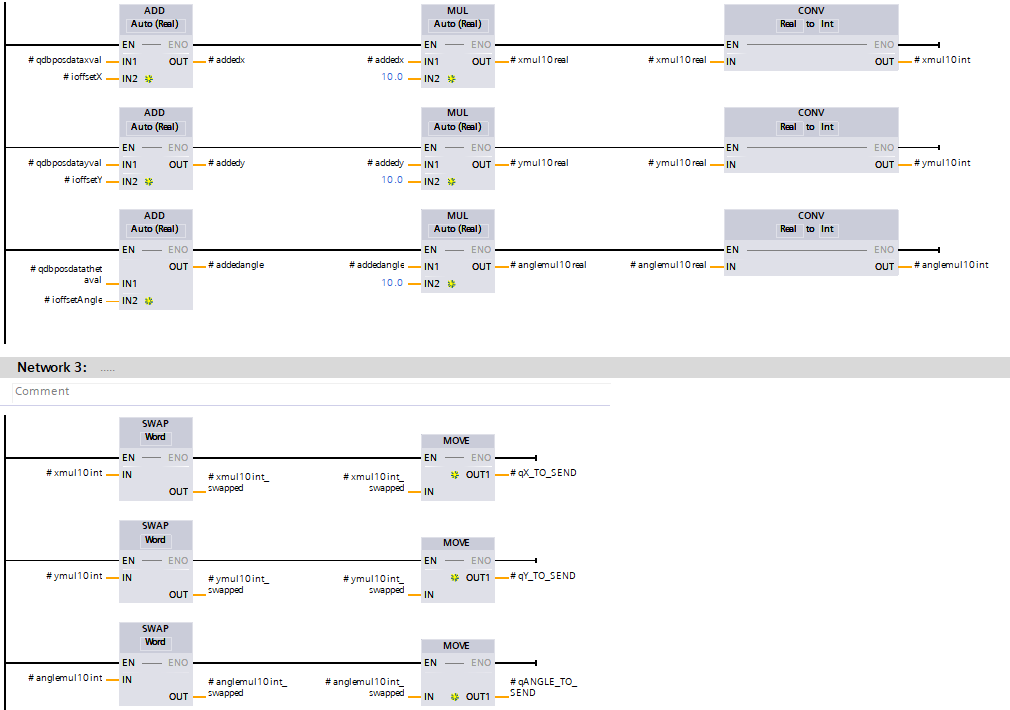 ADD MUL CONV
Auto (Real) Auto (Real) Real to Int
EN ENO EN ENO EN ENO
#qdbposdataxval IN1 OUT #addedx #addedx IN1 OUT #xmul10real #xmul10real IN OUT #xmul10int
#ioffsetX IN2 10.0 IN2
ADD MUL CONV
Auto (Real) Auto (Real) Real to Int
EN ENO EN ENO EN ENO
#qdbposdatayval IN1 OUT #addedy #addedy IN1 OUT #ymul10real #ymul10real IN OUT #ymul10int
#ioffsetY IN2 10.0 IN2
ADD MUL CONV
Auto (Real) Auto (Real) Real to Int
EN ENO EN ENO EN ENO
OUT #addedangle #addedangle IN1 OUT #anglemul10real #anglemul10real IN OUT #anglemul10int
#qdbposdatathet
aval IN1 10.0 IN2
#ioffsetAngle IN2
Network 3: .....
Comment
SWAP
Word MOVE
EN ENO EN ENO
#xmul10int IN #xmul10int_ #xmul10int_ OUT1 #qX_TO_SEND
OUT swapped swapped IN
SWAP
Word MOVE
EN ENO EN ENO
#ymul10int IN #ymul10int_ #ymul10int_ OUT1 #qY_TO_SEND
OUT swapped swapped IN
SWAP
Word MOVE
EN ENO EN ENO
#anglemul10int IN #anglemul10int_ #anglemul10int_ #qANGLE_TO_
OUT swapped swapped IN OUT1 SEND